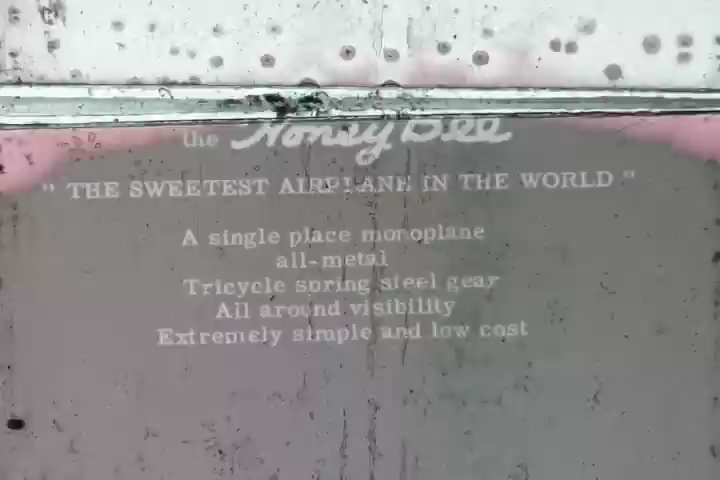 the Honey Bee
" THE SWEETEST AIRPLANE IN THE WORLD "
A single place monoplane
all-metal
Tricycle spring steel gear
All around visibility
Extremely simple and low cost